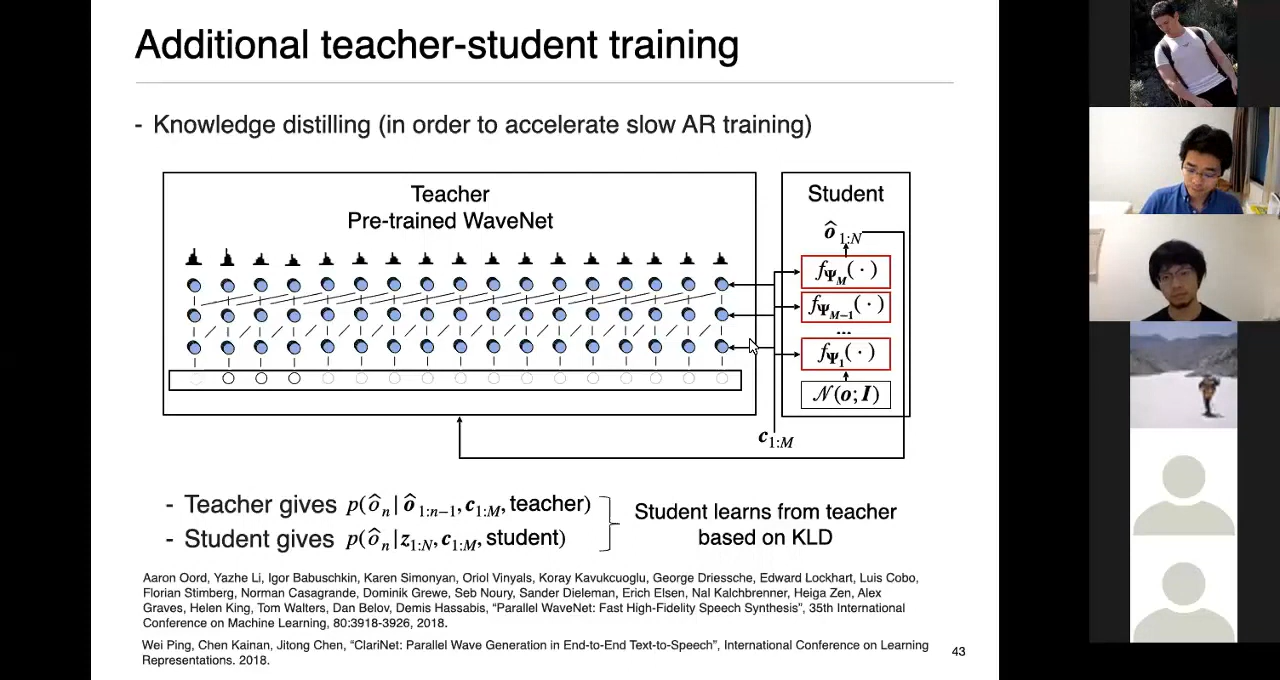 Additional teacher-student training
- Knowledge distilling (in order to accelerate slow AR training)
Teacher
Pre-trained WaveNet
Student
ô 1:N
fΨM( · )
fΨM−1( · )
...
fΨ1( · )
𝒩(o; I)
c1:M
- Teacher gives p(ôn | ô1:n−1, c1:M, teacher)
- Student gives p(ôn | z1:N, c1:M, student)
Student learns from teacher
based on KLD
Aaron Oord, Yazhe Li, Igor Babuschkin, Karen Simonyan, Oriol Vinyals, Koray Kavukcuoglu, George Driessche, Edward Lockhart, Luis Cobo,
Florian Stimberg, Norman Casagrande, Dominik Grewe, Seb Noury, Sander Dieleman, Erich Elsen, Nal Kalchbrenner, Heiga Zen, Alex
Graves, Helen King, Tom Walters, Dan Belov, Demis Hassabis, “Parallel WaveNet: Fast High-Fidelity Speech Synthesis”, 35th International
Conference on Machine Learning, 80:3918-3926, 2018.
Wei Ping, Chen Kainan, Jitong Chen, “ClariNet: Parallel Wave Generation in End-to-End Text-to-Speech”, International Conference on Learning
Representations. 2018.
43